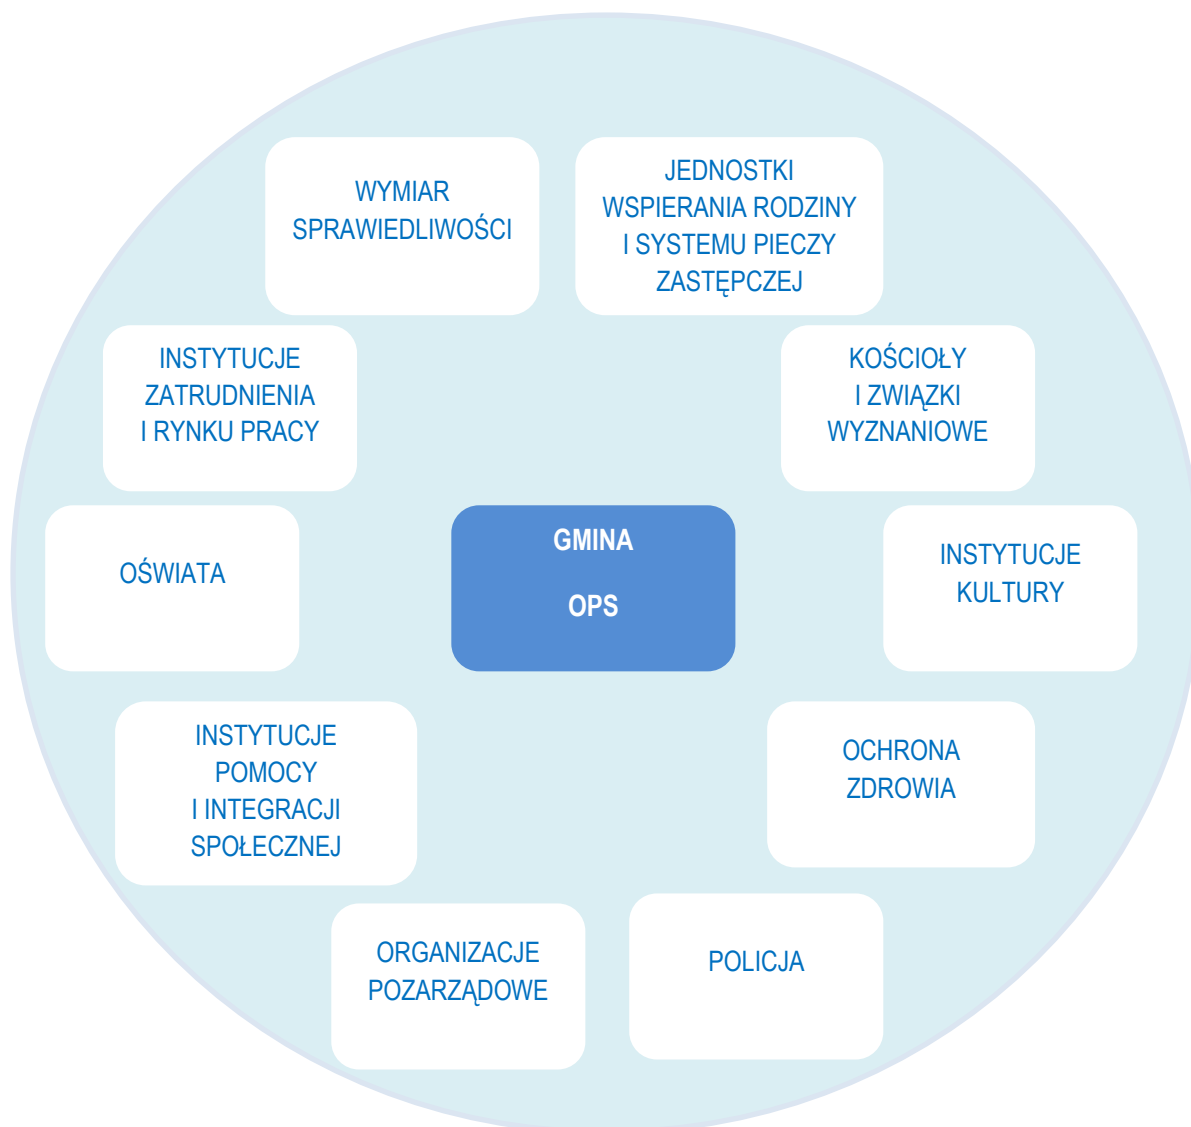 WYMIAR
SPRAWIEDLIWOŚCI
JEDNOSTKI
WSPIERANIA RODZINY
I SYSTEMU PIECZY
ZASTĘPCZEJ
INSTYTUCJE
ZATRUDNIENIA
I RYNKU PRACY
KOŚCIOŁY
I ZWIĄZKI
WYZNANIOWE
OŚWIATA
GMINA
OPS
INSTYTUCJE
KULTURY
INSTYTUCJE
POMOCY
I INTEGRACJI
SPOŁECZNEJ
OCHRONA
ZDROWIA
ORGANIZACJE
POZARZĄDOWE
POLICJA